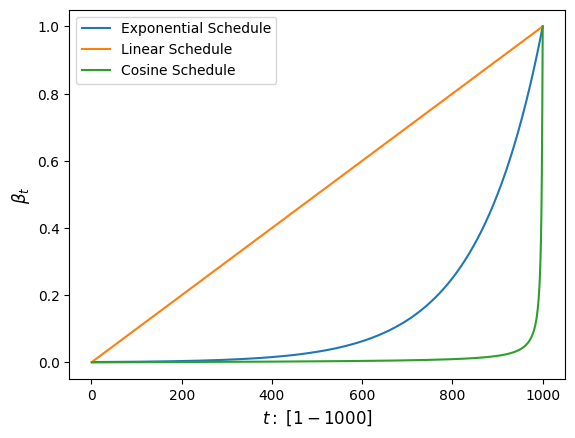 Exponential Schedule
Linear Schedule
Cosine Schedule
1.0
0.8
0.6
0.4
0.2
0.0
β_t
0 200 400 600 800 1000
t : [1 − 1000]